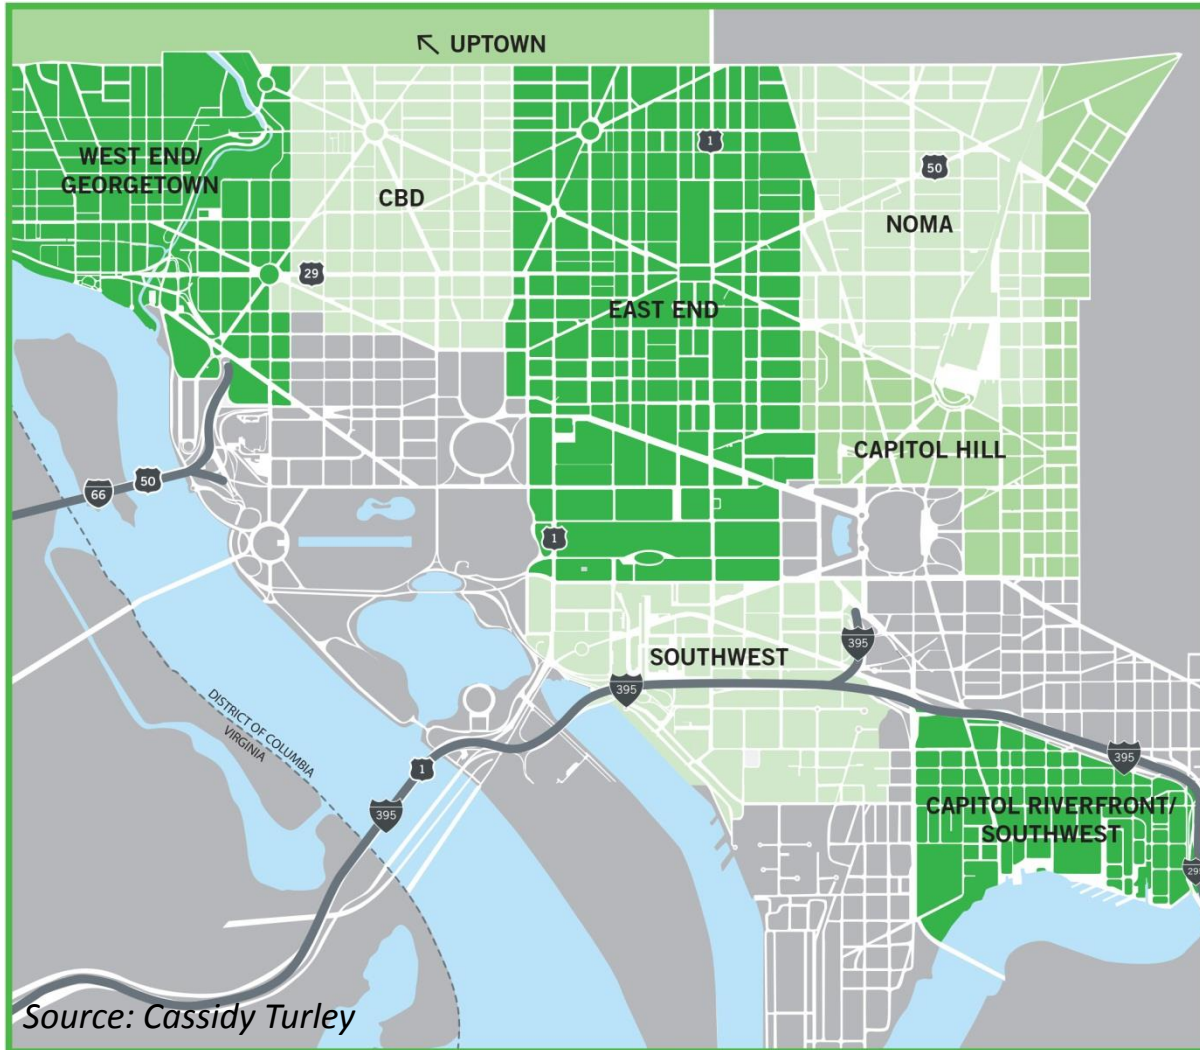 UPTOWN
1
WEST END/
GEORGETOWN
50
CBD
NOMA
29
EAST END
CAPITOL HILL
50
66
1
SOUTHWEST
395
395
DISTRICT OF COLUMBIA
VIRGINIA
1
395
395
CAPITOL RIVERFRONT/
SOUTHWEST
295
Source: Cassidy Turley